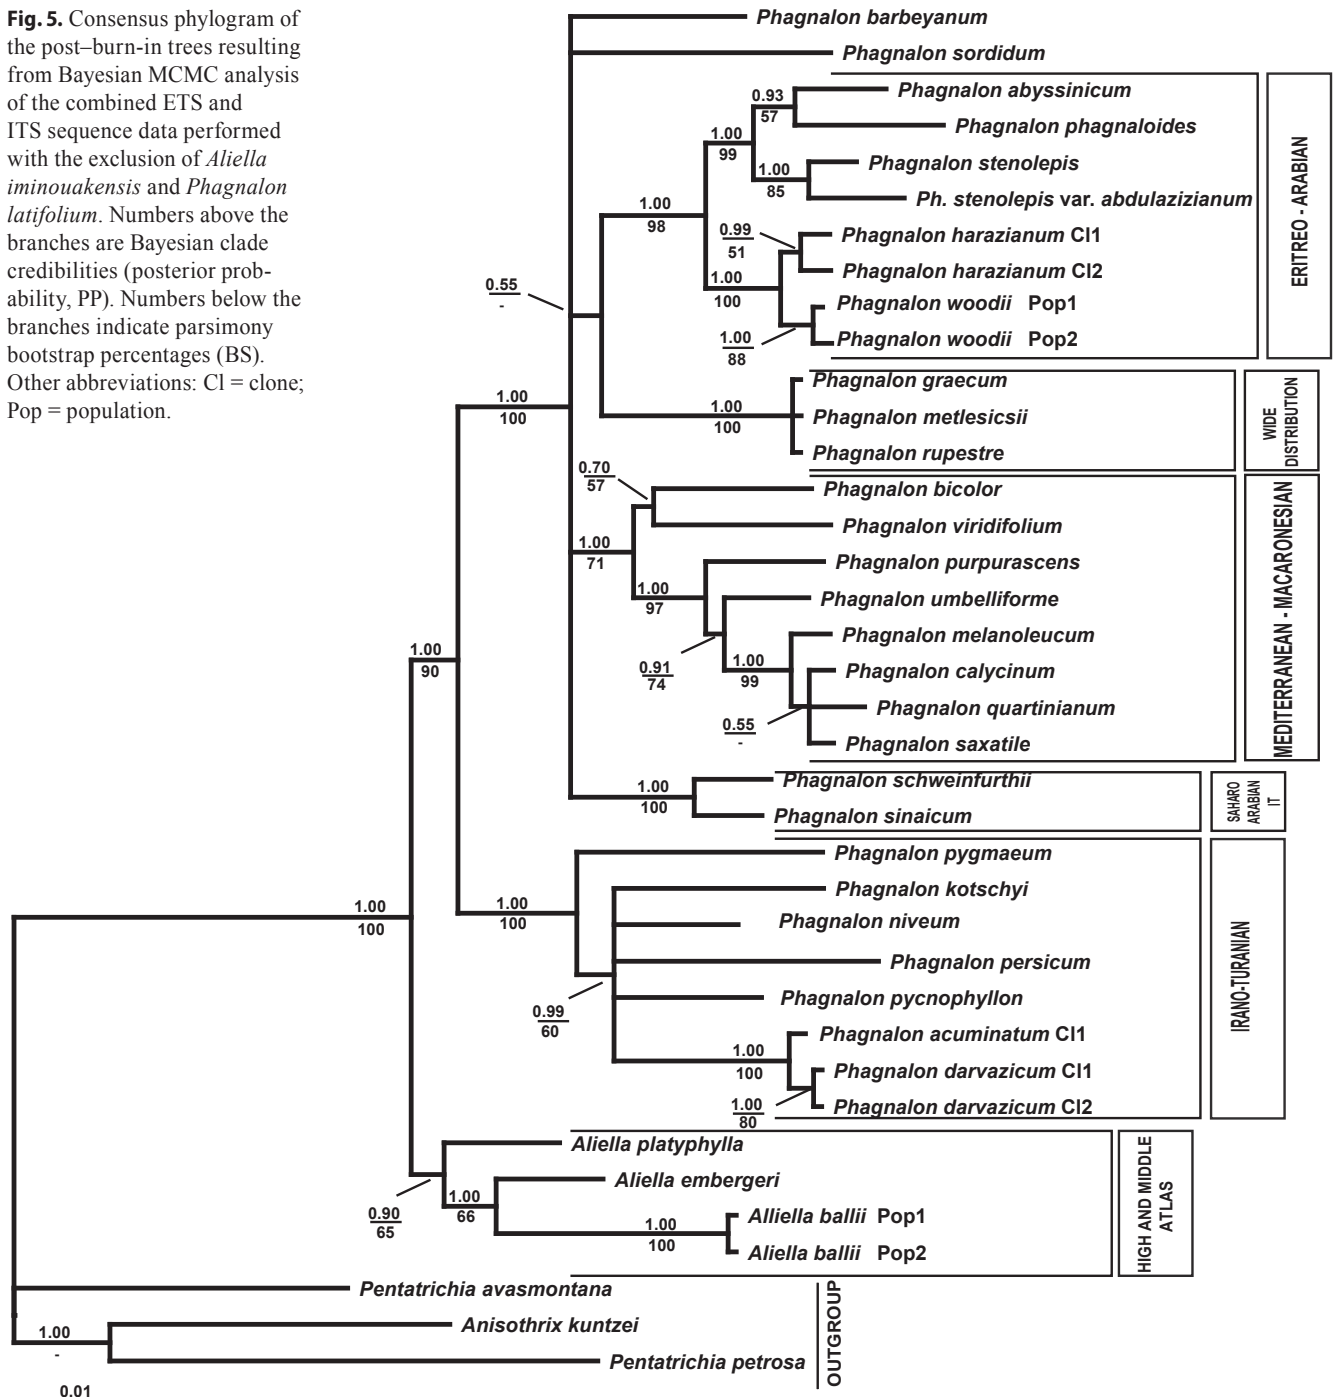 Fig. 5. Consensus phylogram of
the post–burn-in trees resulting
from Bayesian MCMC analysis
of the combined ETS and
ITS sequence data performed
with the exclusion of Aliella
iminouakensis and Phagnalon
latifolium. Numbers above the
branches are Bayesian clade
credibilities (posterior prob-
ability, PP). Numbers below the
branches indicate parsimony
bootstrap percentages (BS).
Other abbreviations: Cl = clone;
Pop = population.
Phagnalon barbeyanum
Phagnalon sordidum
0.93
57
Phagnalon abyssinicum
Phagnalon phagnaloides
1.00
99
1.00
85
Phagnalon stenolepis
Ph. stenolepis var. abdulazizianum
1.00
98
0.99
51
Phagnalon harazianum Cl1
Phagnalon harazianum Cl2
1.00
100
Phagnalon woodii Pop1
Phagnalon woodii Pop2
1.00
88
ERITREO - ARABIAN
0.55
-
1.00
100
1.00
100
Phagnalon graecum
Phagnalon metlesicsii
Phagnalon rupestre
WIDE
DISTRIBUTION
0.70
57
Phagnalon bicolor
Phagnalon viridifolium
1.00
71
1.00
97
Phagnalon purpurascens
Phagnalon umbelliforme
0.91
74
1.00
99
Phagnalon melanoleucum
Phagnalon calycinum
Phagnalon quartinianum
Phagnalon saxatile
0.55
-
MEDITERRANEAN - MACARONESIAN
1.00
90
1.00
100
Phagnalon schweinfurthii
Phagnalon sinaicum
SAHARO
ARABIAN
IT
1.00
100
1.00
100
Phagnalon pygmaeum
Phagnalon kotschyi
Phagnalon niveum
Phagnalon persicum
Phagnalon pycnophyllon
0.99
60
1.00
100
Phagnalon acuminatum Cl1
Phagnalon darvazicum Cl1
Phagnalon darvazicum Cl2
1.00
80
IRANO-TURANIAN
Aliella platyphylla
Aliella embergeri
0.90
65
1.00
66
1.00
100
Alliella ballii Pop1
Aliella ballii Pop2
HIGH AND MIDDLE
ATLAS
Pentatrichia avasmontana
Anisothrix kuntzei
1.00
-
Pentatrichia petrosa
OUTGROUP
0.01